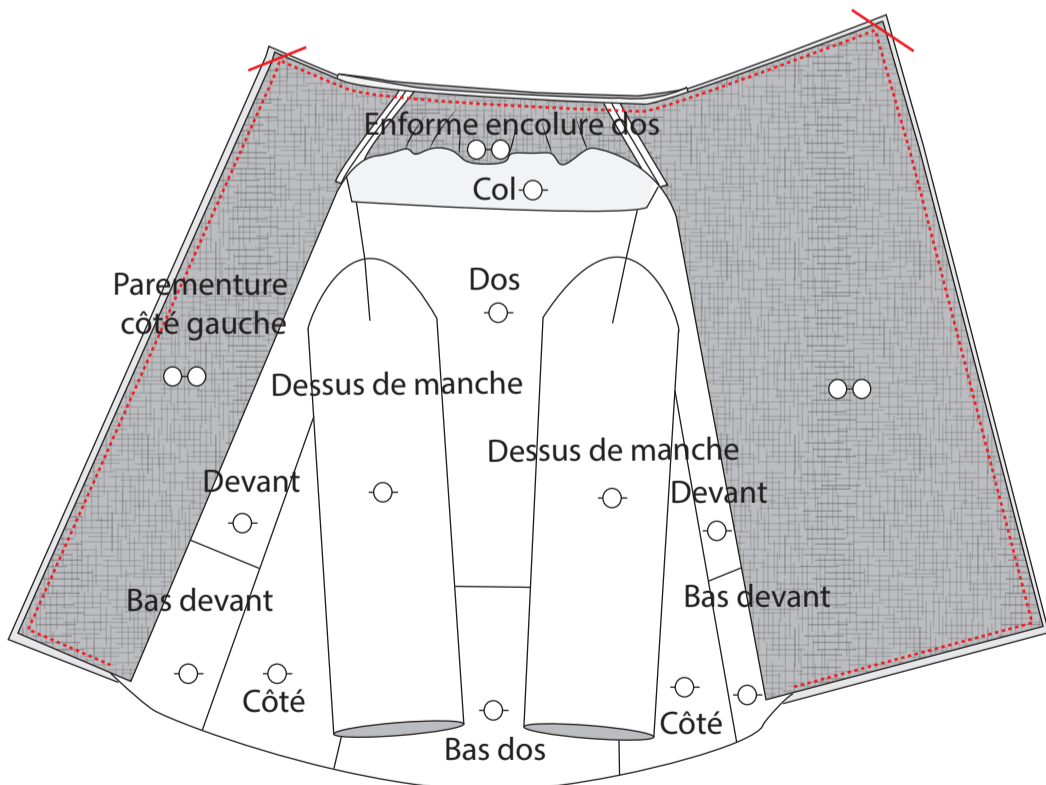 Enforme encolure dos
Col
Dos
Parementure
côté gauche
Dessus de manche
Dessus de manche
Devant
Devant
Bas devant
Bas devant
Côté
Côté
Bas dos